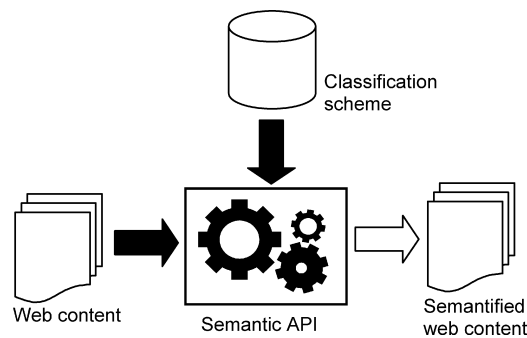 Classification
scheme
Web content
Semantic API
Semantified
web content